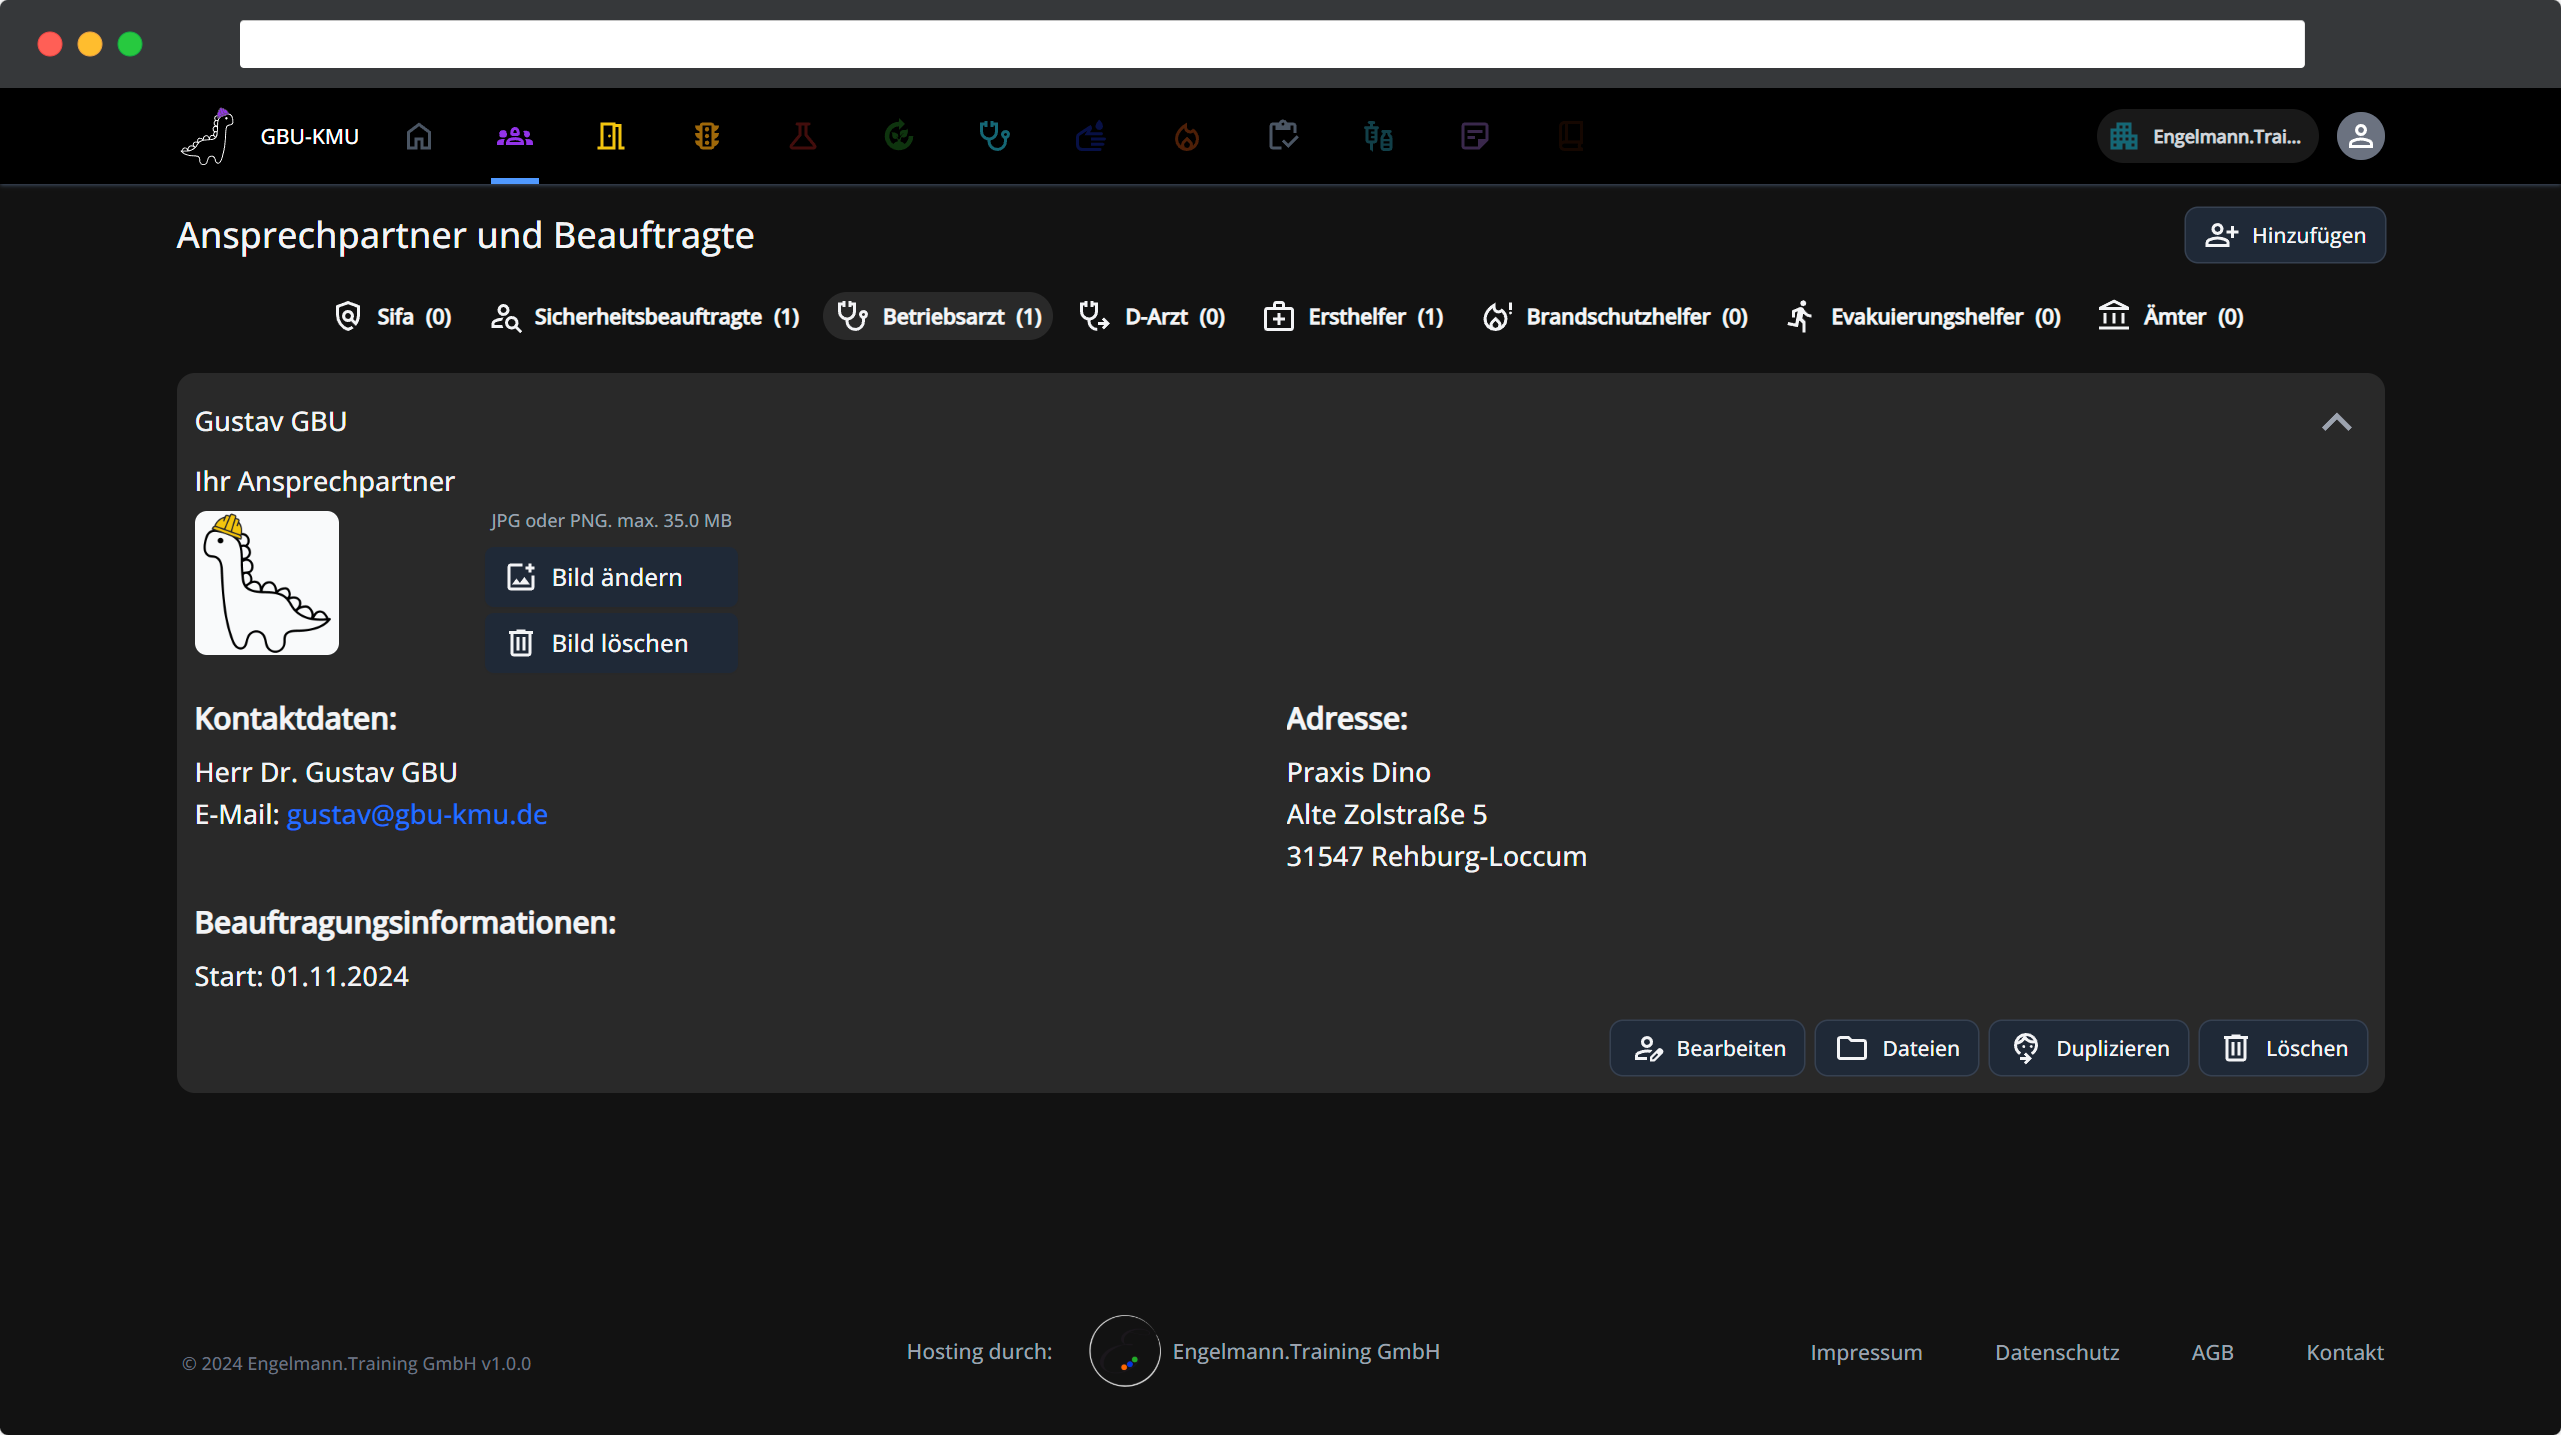 GBU-KMU
Engelmann.Trai...
Ansprechpartner und Beauftragte
Hinzufügen
Sifa (0) Sicherheitsbeauftragte (1) Betriebsarzt (1) D-Arzt (0) Ersthelfer (1) Brandschutzhelfer (0) Evakuierungshelfer (0) Ämter (0)
Gustav GBU
Ihr Ansprechpartner
JPG oder PNG. max. 35.0 MB
Bild ändern
Bild löschen
Kontaktdaten:
Herr Dr. Gustav GBU
E-Mail: gustav@gbu-kmu.de
Adresse:
Praxis Dino
Alte Zolstraße 5
31547 Rehburg-Loccum
Beauftragungsinformationen:
Start: 01.11.2024
Bearbeiten Dateien Duplizieren Löschen
© 2024 Engelmann.Training GmbH v1.0.0
Hosting durch: Engelmann.Training GmbH
Impressum Datenschutz AGB Kontakt